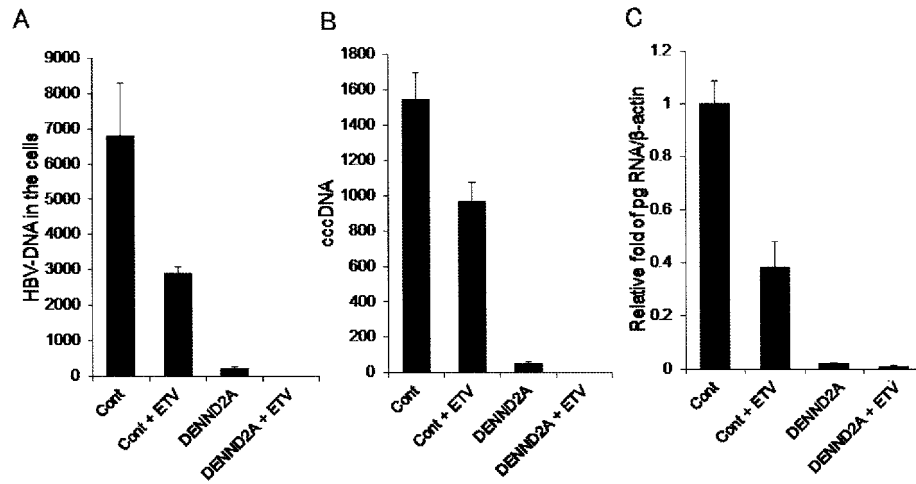 A
HBV-DNA in the cells
9000
8000
7000
6000
5000
4000
3000
2000
1000
0
Cont
Cont + ETV
DENND2A
DENND2A + ETV
B
cccDNA
1800
1600
1400
1200
1000
800
600
400
200
0
Cont
Cont + ETV
DENND2A
DENND2A + ETV
C
Relative fold of pg RNA/β-actin
1.2
1
0.8
0.6
0.4
0.2
0
Cont
Cont + ETV
DENND2A
DENND2A + ETV